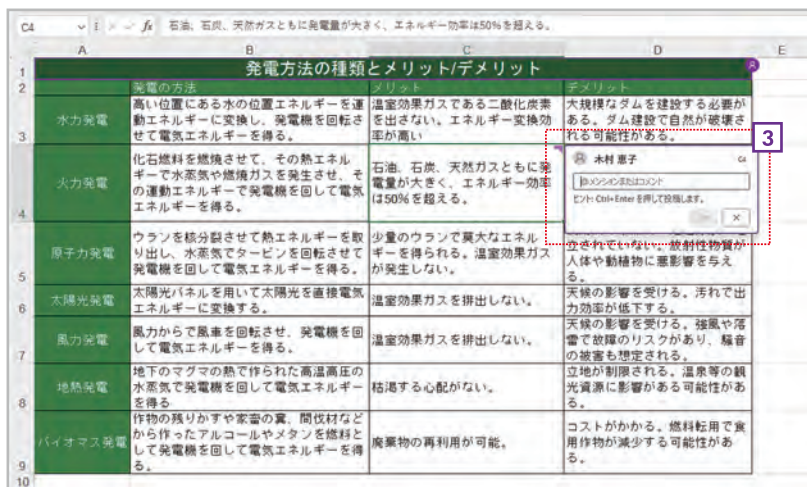 C4
fx 石油、石炭、天然ガスともに発電量が大きく、エネルギー効率は50%を超える。
A B C D E
1 発電方法の種類とメリット/デメリット
2 発電の方法 メリット デメリット
3 水力発電
高い位置にある水の位置エネルギーを運
動エネルギーに変換し、発電機を回転さ
せて電気エネルギーを得る。
温室効果ガスである二酸化炭素
を出さない。エネルギー変換効
率が高い
大規模なダムを建設する必要が
ある。ダム建設で自然が破壊さ
れる可能性がある。
3
4 火力発電
化石燃料を燃焼させて、その熱エネル
ギーで水蒸気や燃焼ガスを発生させ、そ
の運動エネルギーで発電機を回して電気
エネルギーを得る。
石油、石炭、天然ガスともに発
電量が大きく、エネルギー効率
は50%を超える。
木村 恵子 C4
@メンションまたはコメント
ヒント: Ctrl+Enter を押して投稿します。
5 原子力発電
ウランを核分裂させて熱エネルギーを取
り出し、水蒸気でタービンを回転させて
発電機を回して電気エネルギーを得る。
少量のウランで莫大なエネル
ギーを得られる。温室効果ガス
が発生しない。
立されていない。放射性物質が
人体や動植物に悪影響を与え
る。
6 太陽光発電
太陽光パネルを用いて太陽光を直接電気
エネルギーに変換する。
温室効果ガスを排出しない。
天候の影響を受ける。汚れで出
力効率が低下する。
7 風力発電
風力からで風車を回転させ、発電機を回
して電気エネルギーを得る。
温室効果ガスを排出しない。
天候の影響を受ける。強風や落
雷で故障のリスクがあり、騒音
の被害も想定される。
8 地熱発電
地下のマグマの熱で作られた高温高圧の
水蒸気で発電機を回して電気エネルギー
を得る
枯渇する心配がない。
立地が制限される。温泉等の観
光資源に影響がある可能性があ
る。
9 バイオマス発電
作物の残りかすや家畜の糞、間伐材など
から作ったアルコールやメタンを燃料と
して発電機を回して電気エネルギーを得
る。
廃棄物の再利用が可能。
コストがかかる。燃料転用で食
用作物が減少する可能性があ
る。
10